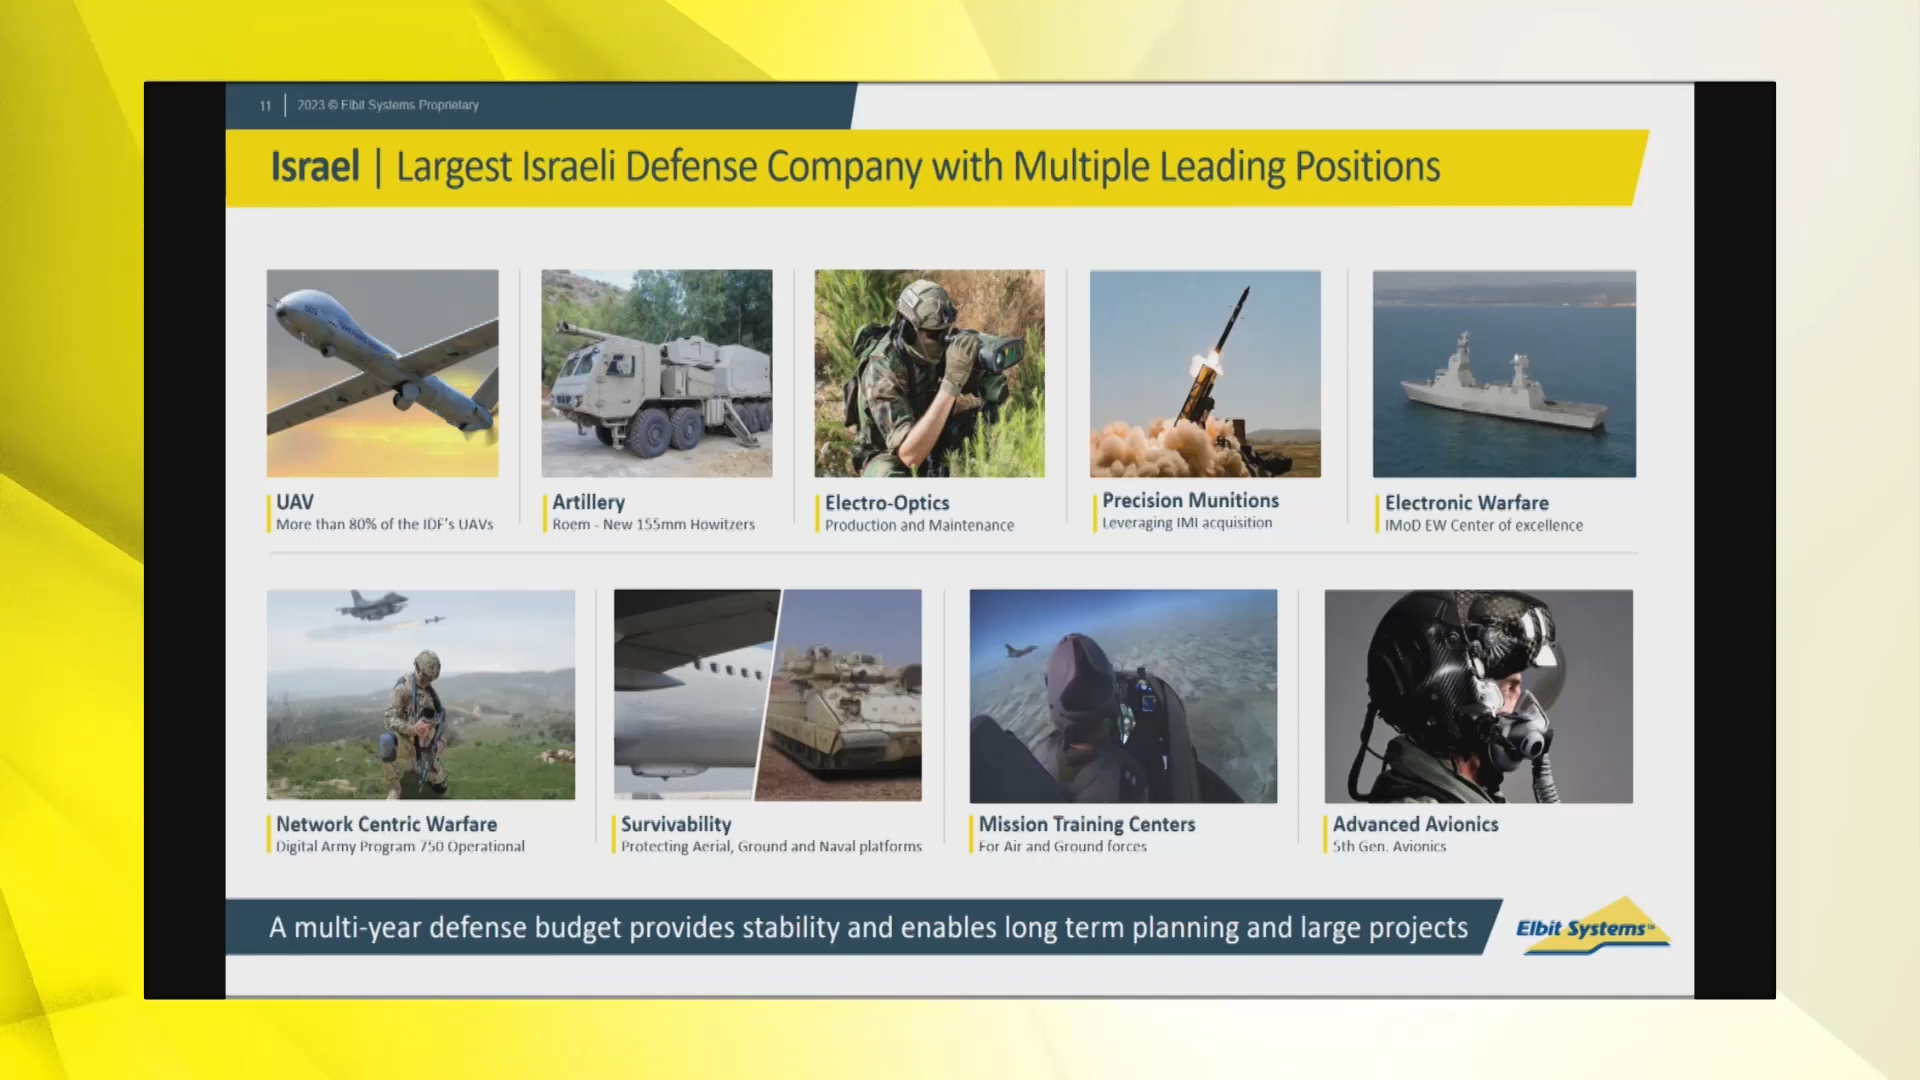 11 | 2023 © Elbit Systems Proprietary
Israel | Largest Israeli Defense Company with Multiple Leading Positions
UAV
More than 80% of the IDF's UAVs
Artillery
Roem - New 155mm Howitzers
Electro-Optics
Production and Maintenance
Precision Munitions
Leveraging IMI acquisition
Electronic Warfare
IMoD EW Center of excellence
Network Centric Warfare
Digital Army Program 750 Operational
Survivability
Protecting Aerial, Ground and Naval platforms
Mission Training Centers
For Air and Ground forces
Advanced Avionics
5th Gen. Avionics
A multi-year defense budget provides stability and enables long term planning and large projects
Elbit Systems™